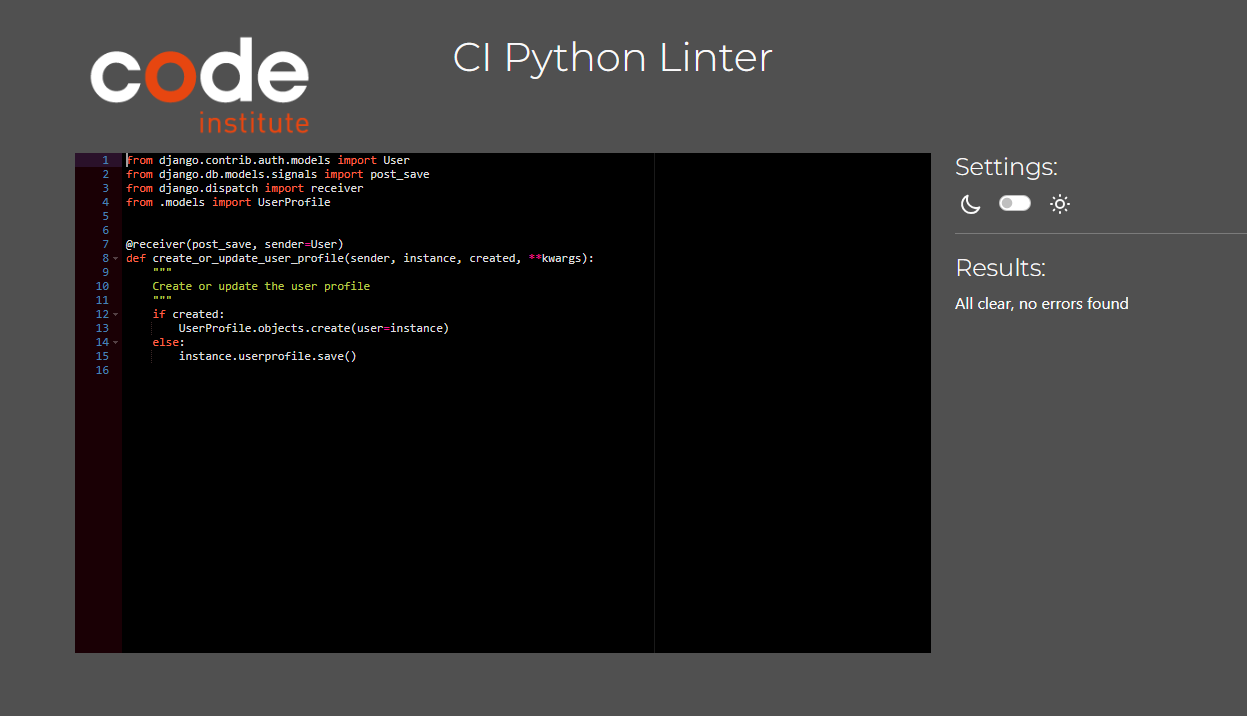 code
institute
CI Python Linter
1 from django.contrib.auth.models import User
2 from django.db.models.signals import post_save
3 from django.dispatch import receiver
4 from .models import UserProfile
5
6
7 @receiver(post_save, sender=User)
8 def create_or_update_user_profile(sender, instance, created, **kwargs):
9     """
10     Create or update the user profile
11     """
12     if created:
13         UserProfile.objects.create(user=instance)
14     else:
15         instance.userprofile.save()
16
Settings:
Results:
All clear, no errors found